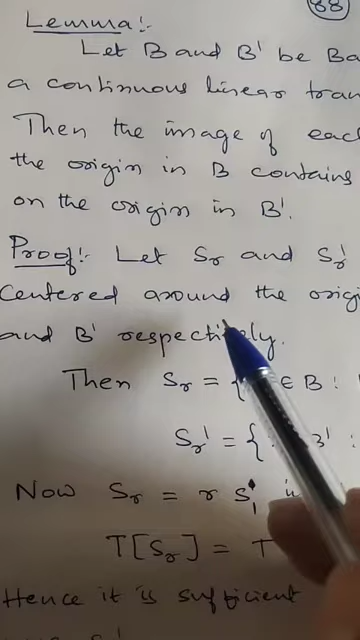 88
Lemma:-
Let B and B' be Ba
a continuous linear tran
Then the image of eac
the origin in B contains
on the origin in B'.
Proof:- Let Sr and Sr'
centered around the origi
and B' respectively.
Then Sr = { ∈ B :
Sr' = { B' :
Now Sr = r S1
T[Sr] = T
Hence it is sufficient